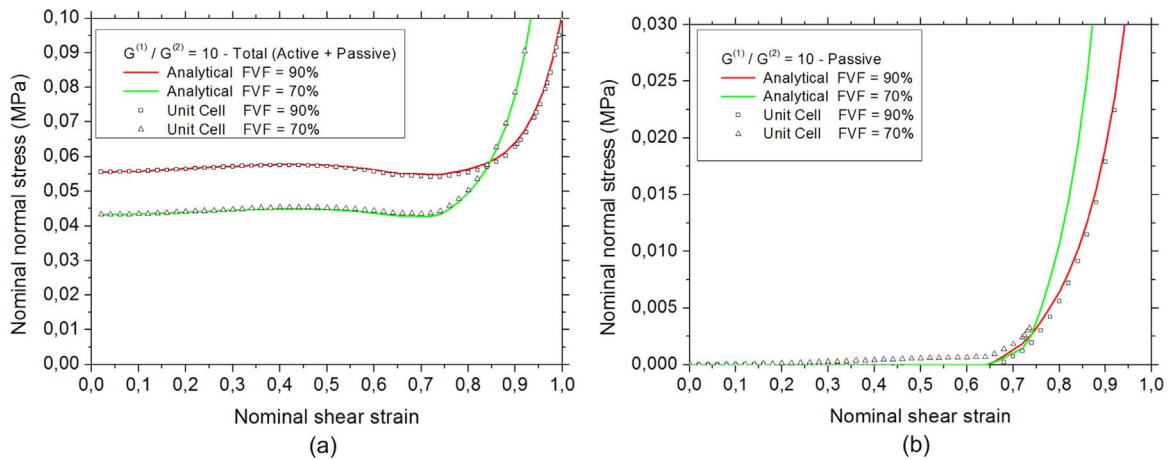 0,10
0,09
0,08
0,07
0,06
0,05
0,04
0,03
0,02
0,01
0,00
Nominal normal stress (MPa)
G(1) / G(2) = 10 - Total (Active + Passive)
Analytical FVF = 90%
Analytical FVF = 70%
Unit Cell FVF = 90%
Unit Cell FVF = 70%
0,0 0,1 0,2 0,3 0,4 0,5 0,6 0,7 0,8 0,9 1,0
Nominal shear strain
(a)
0,030
0,025
0,020
0,015
0,010
0,005
0,000
Nominal normal stress (MPa)
G(1) / G(2) = 10 - Passive
Analytical FVF = 90%
Analytical FVF = 70%
Unit Cell FVF = 90%
Unit Cell FVF = 70%
0,0 0,1 0,2 0,3 0,4 0,5 0,6 0,7 0,8 0,9 1,0
Nominal shear strain
(b)